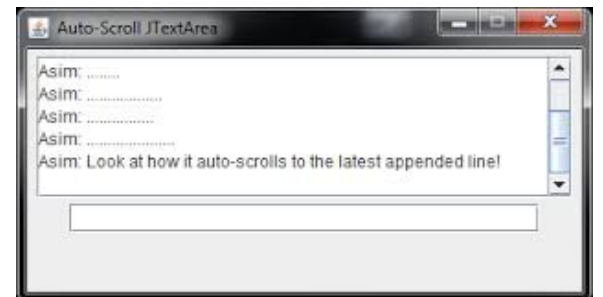 Auto-Scroll JTextArea
Asim: ........
Asim: ..................
Asim: ................
Asim: .....................
Asim: Look at how it auto-scrolls to the latest appended line!